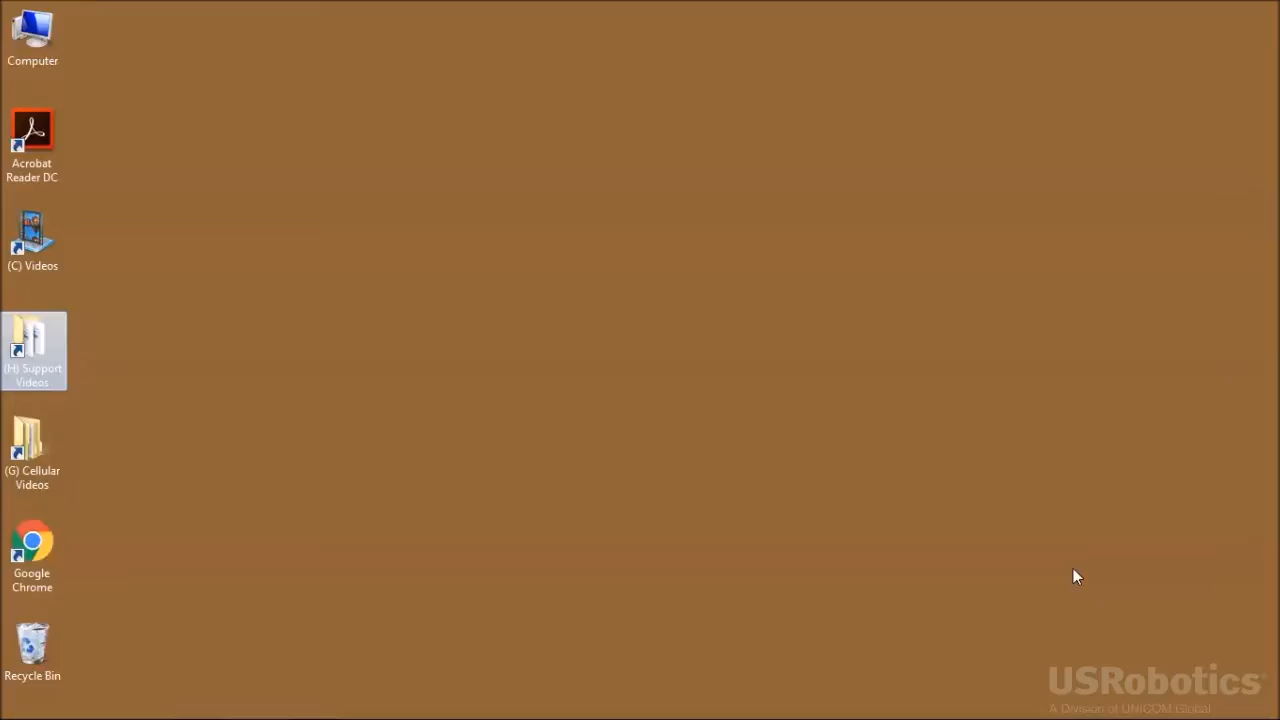 Computer
Acrobat
Reader DC
(C) Videos
(H) Support
Videos
(G) Cellular
Videos
Google
Chrome
Recycle Bin
USRobotics®
A Division of UNICOM Global